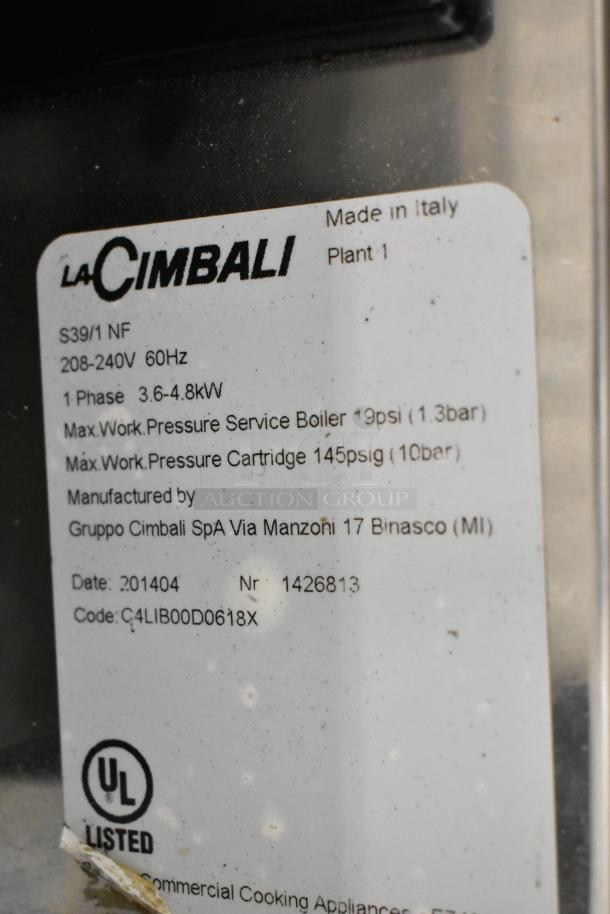 LA CIMBALI
Made in Italy
Plant 1
S39/1 NF
208-240V 60Hz
1 Phase 3.6-4.8kW
Max.Work.Pressure Service Boiler 19psi (1.3bar)
Max.Work.Pressure Cartridge 145psig (10bar)
Manufactured by
AUCTION GROUP
Gruppo Cimbali SpA Via Manzoni 17 Binasco (MI)
Date: 201404 Nr 1426813
Code: C4LIB00D0618X
UL
®
LISTED
Commercial Cooking Appliances